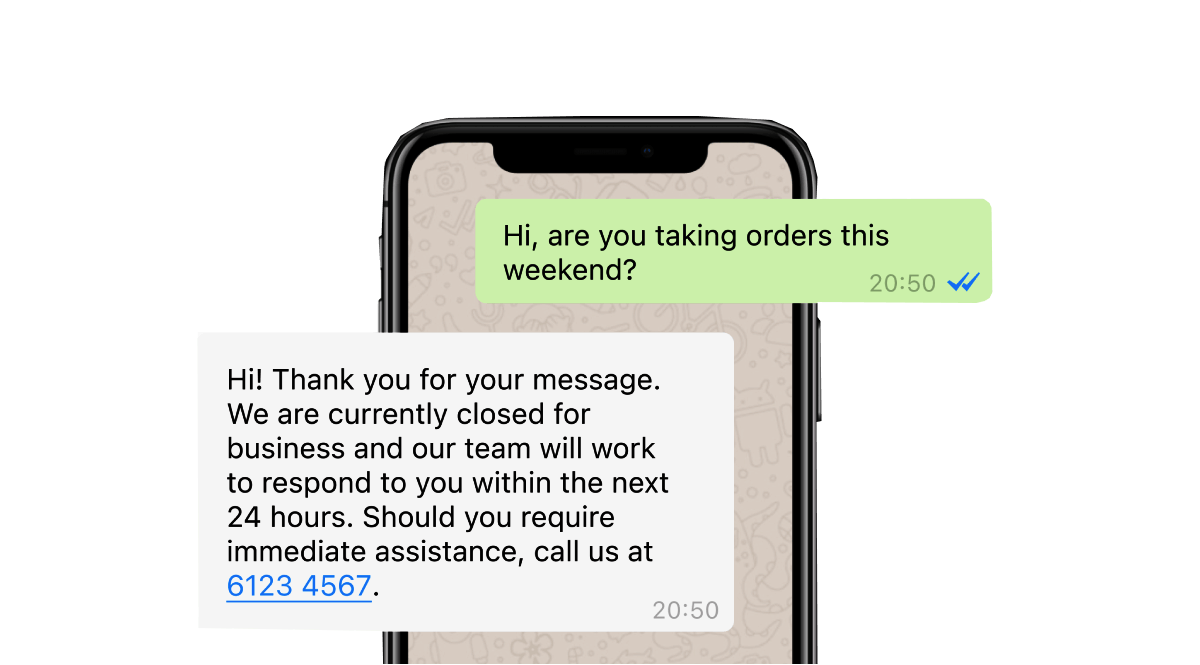 Hi, are you taking orders this
weekend?
20:50
Hi! Thank you for your message.
We are currently closed for
business and our team will work
to respond to you within the next
24 hours. Should you require
immediate assistance, call us at
6123 4567.
20:50